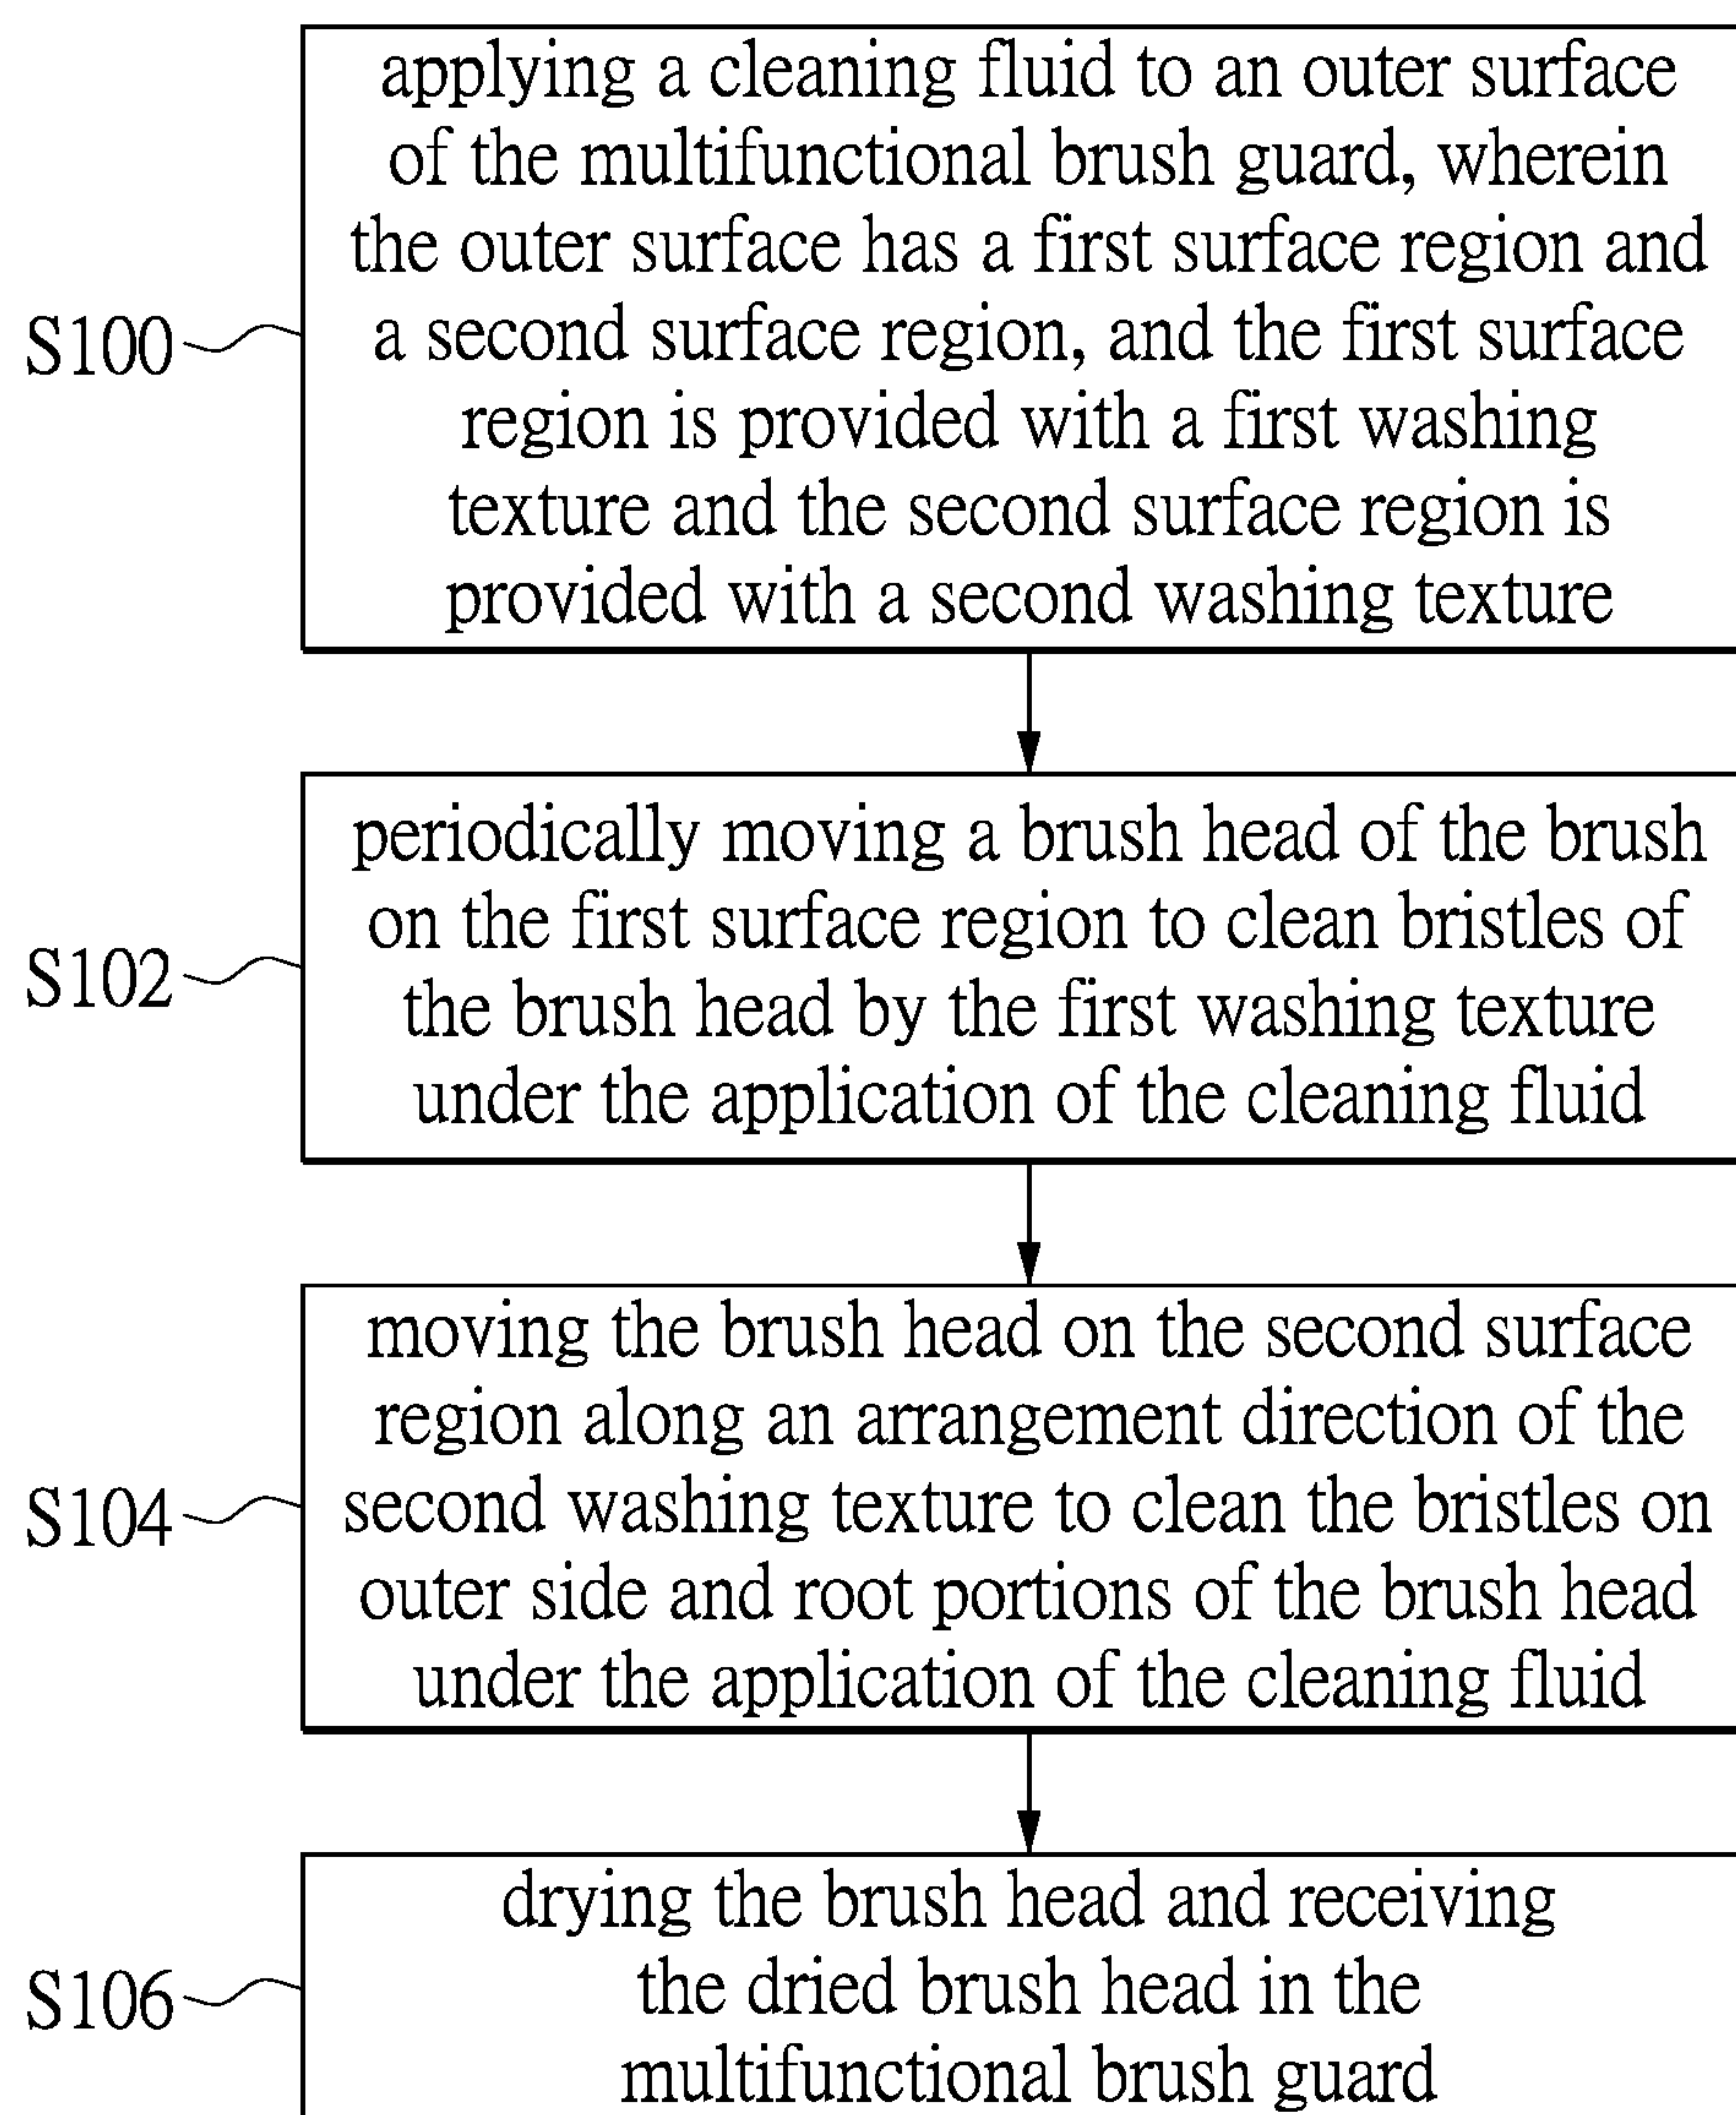 applying a cleaning fluid to an outer surface
of the multifunctional brush guard, wherein
the outer surface has a first surface region and
S100
a second surface region, and the first surface
region is provided with a first washing
texture and the second surface region is
provided with a second washing texture
periodically moving a brush head of the brush
on the first surface region to clean bristles of
S102
the brush head by the first washing texture
under the application of the cleaning fluid
moving the brush head on the second surface
region along an arrangement direction of the
S104
second washing texture to clean the bristles on
outer side and root portions of the brush head
under the application of the cleaning fluid
drying the brush head and receiving
S106
the dried brush head in the
multifunctional brush guard